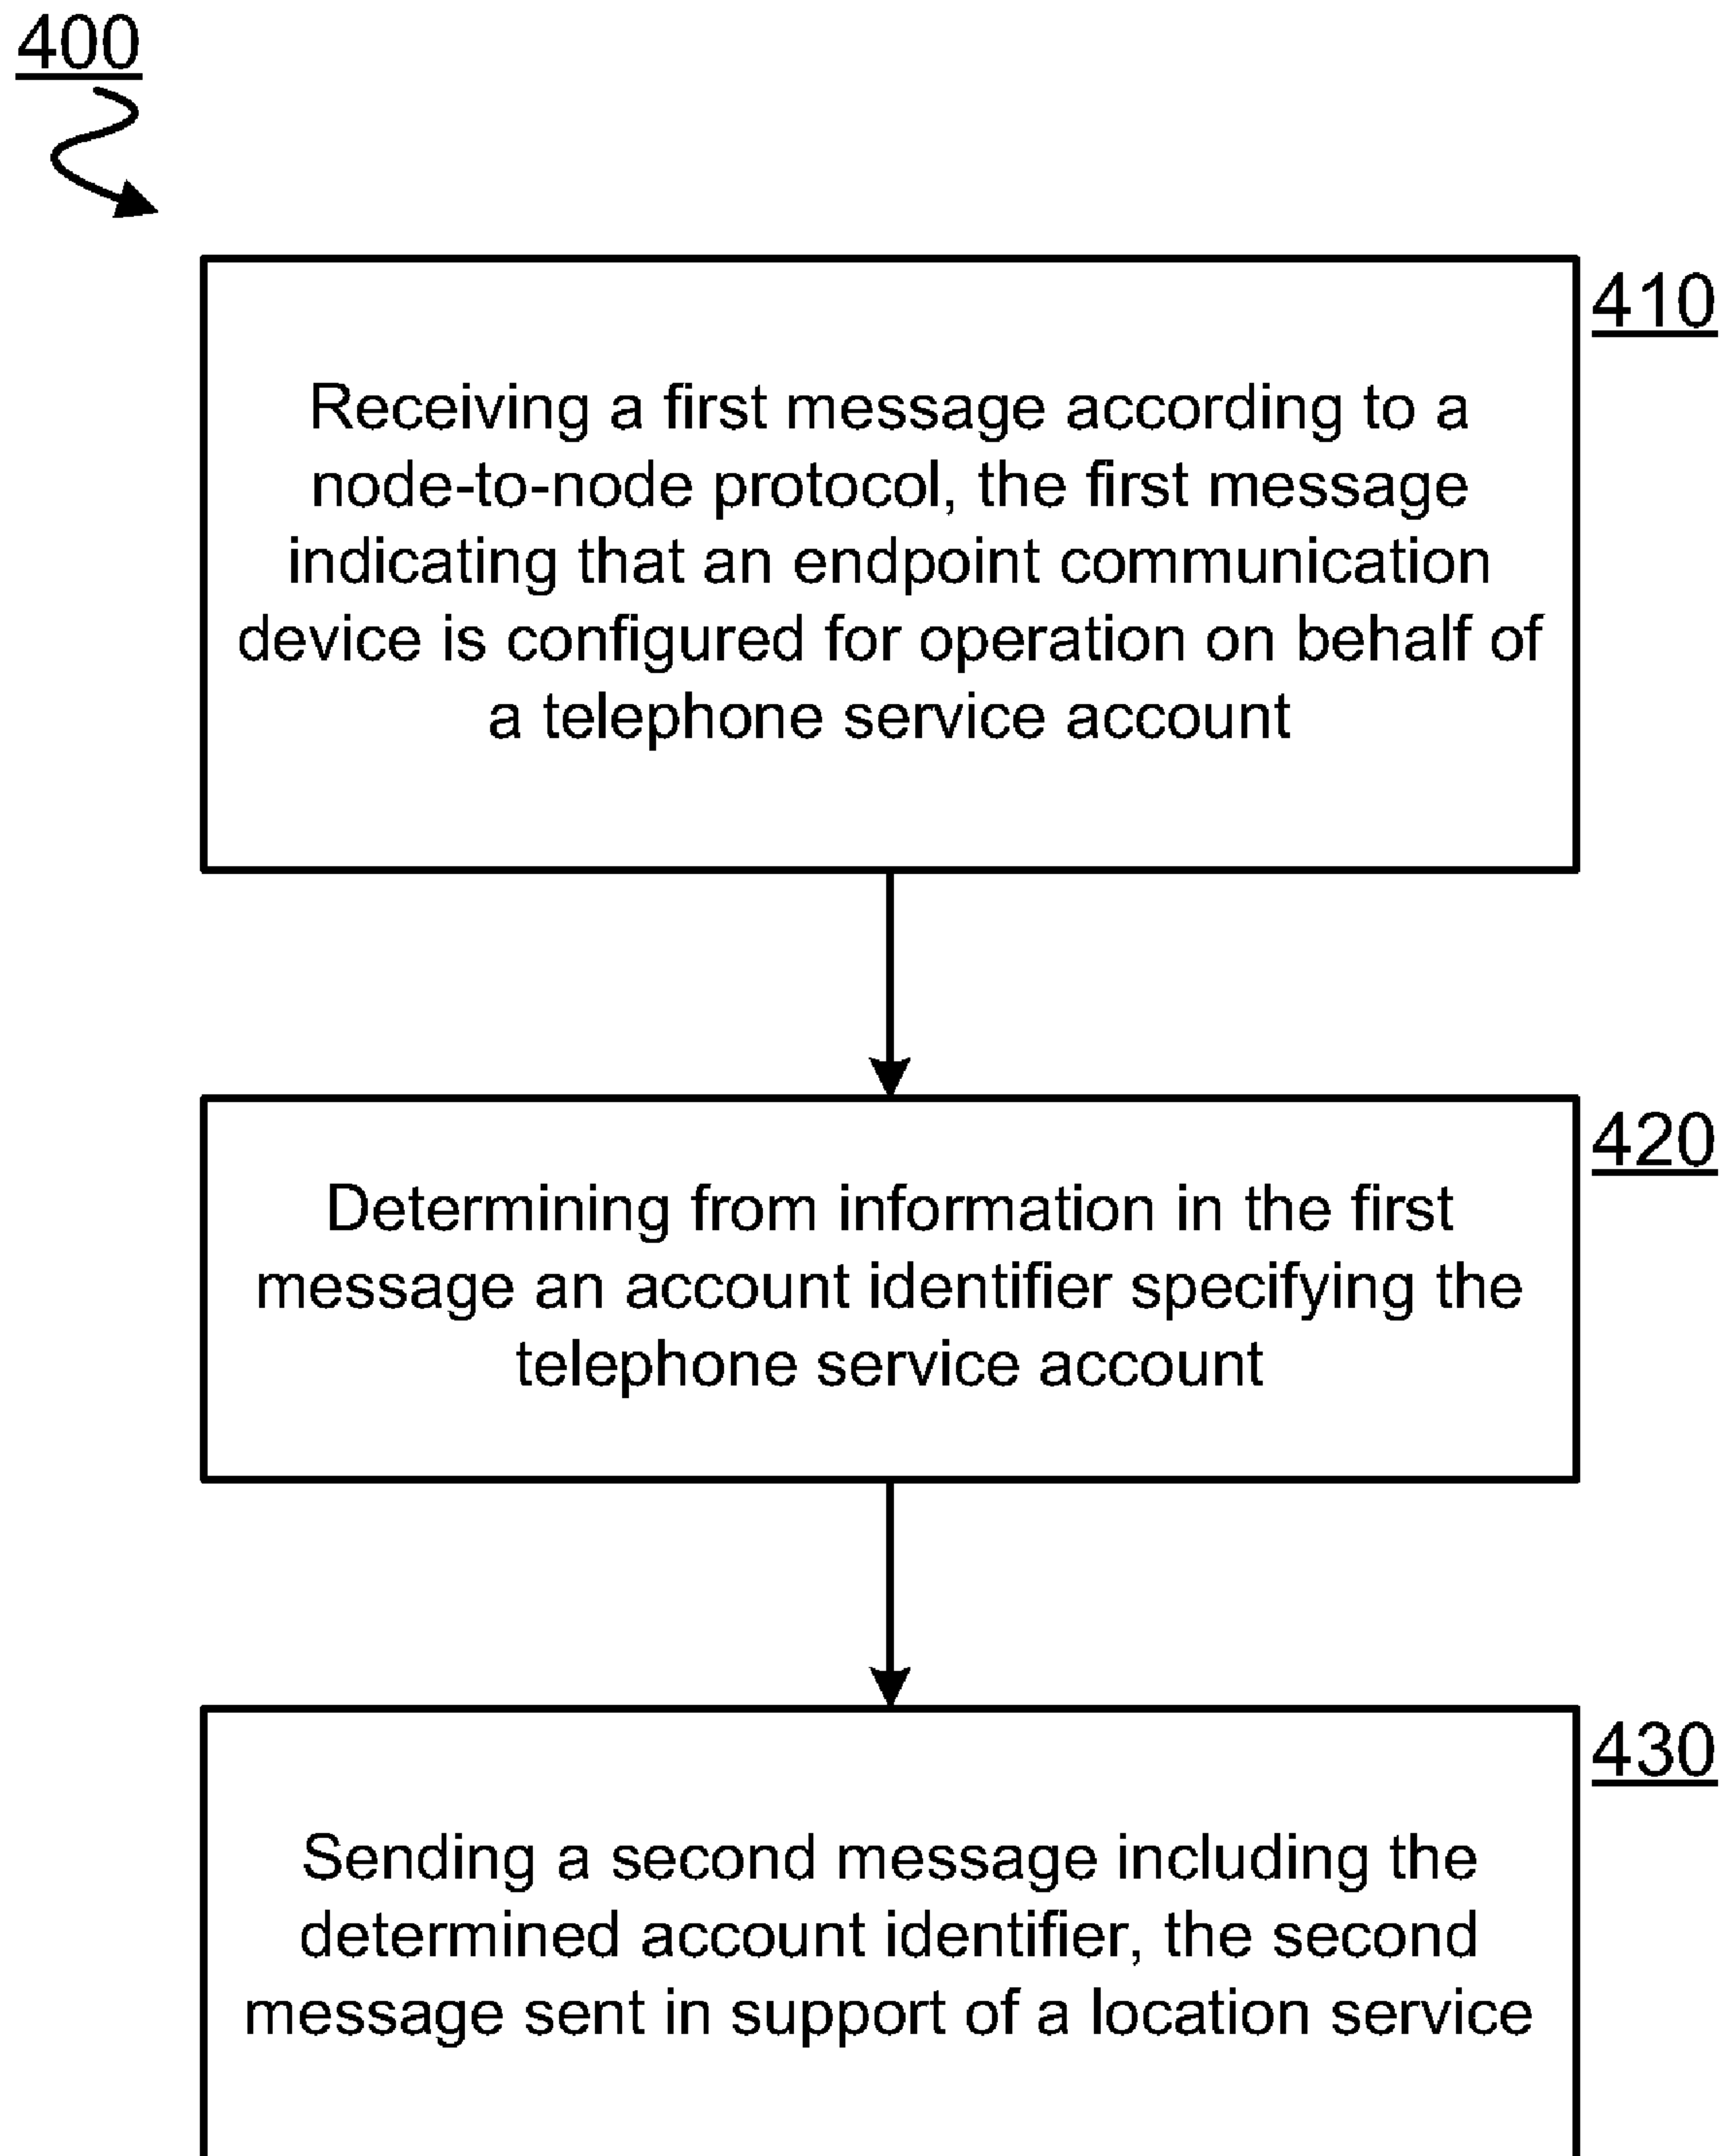 400
410
Receiving a first message according to a
node-to-node protocol, the first message
indicating that an endpoint communication
device is configured for operation on behalf of
a telephone service account
420
Determining from information in the first
message an account identifier specifying the
telephone service account
430
Sending a second message including the
determined account identifier, the second
message sent in support of a location service